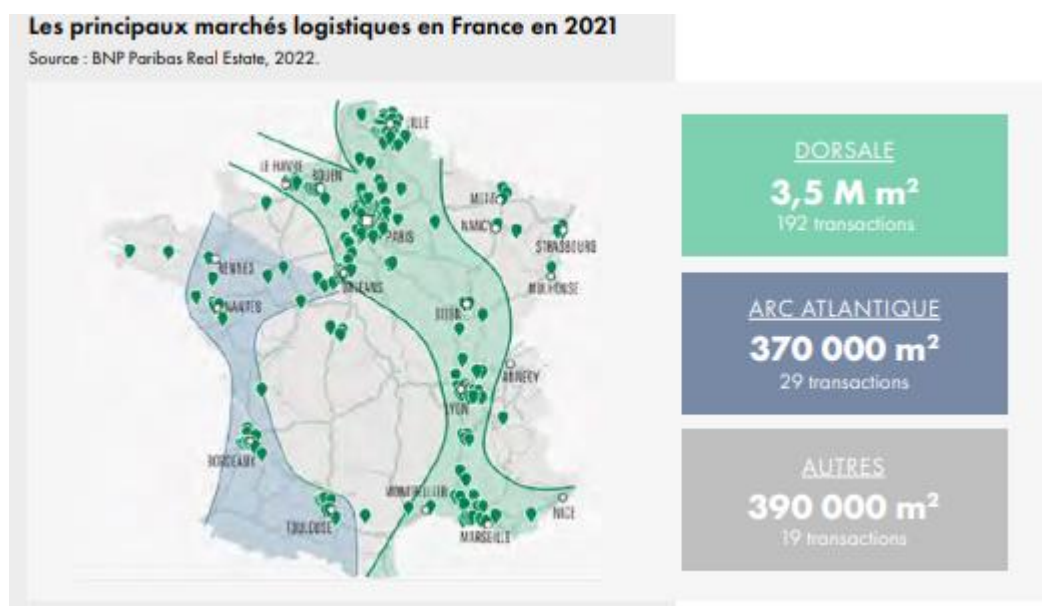 Les principaux marchés logistiques en France en 2021
Source : BNP Paribas Real Estate, 2022.
LILLE
LE HAVRE
ROUEN
METZ
PARIS
NANCY
STRASBOURG
RENNES
ORLEANS
MULHOUSE
NANTES
DIJON
ANNECY
LYON
BORDEAUX
MONTPELLIER
NICE
TOULOUSE
MARSEILLE
DORSALE
3,5 M m²
192 transactions
ARC ATLANTIQUE
370 000 m²
29 transactions
AUTRES
390 000 m²
19 transactions